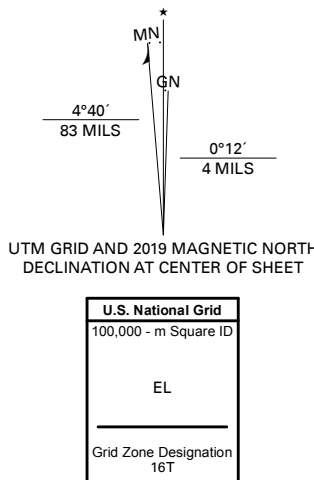 ★
MN
GN
4°40´
83 MILS
0°12´
4 MILS
UTM GRID AND 2019 MAGNETIC NORTH
DECLINATION AT CENTER OF SHEET
U.S. National Grid
100,000 - m Square ID
EL
Grid Zone Designation
16T